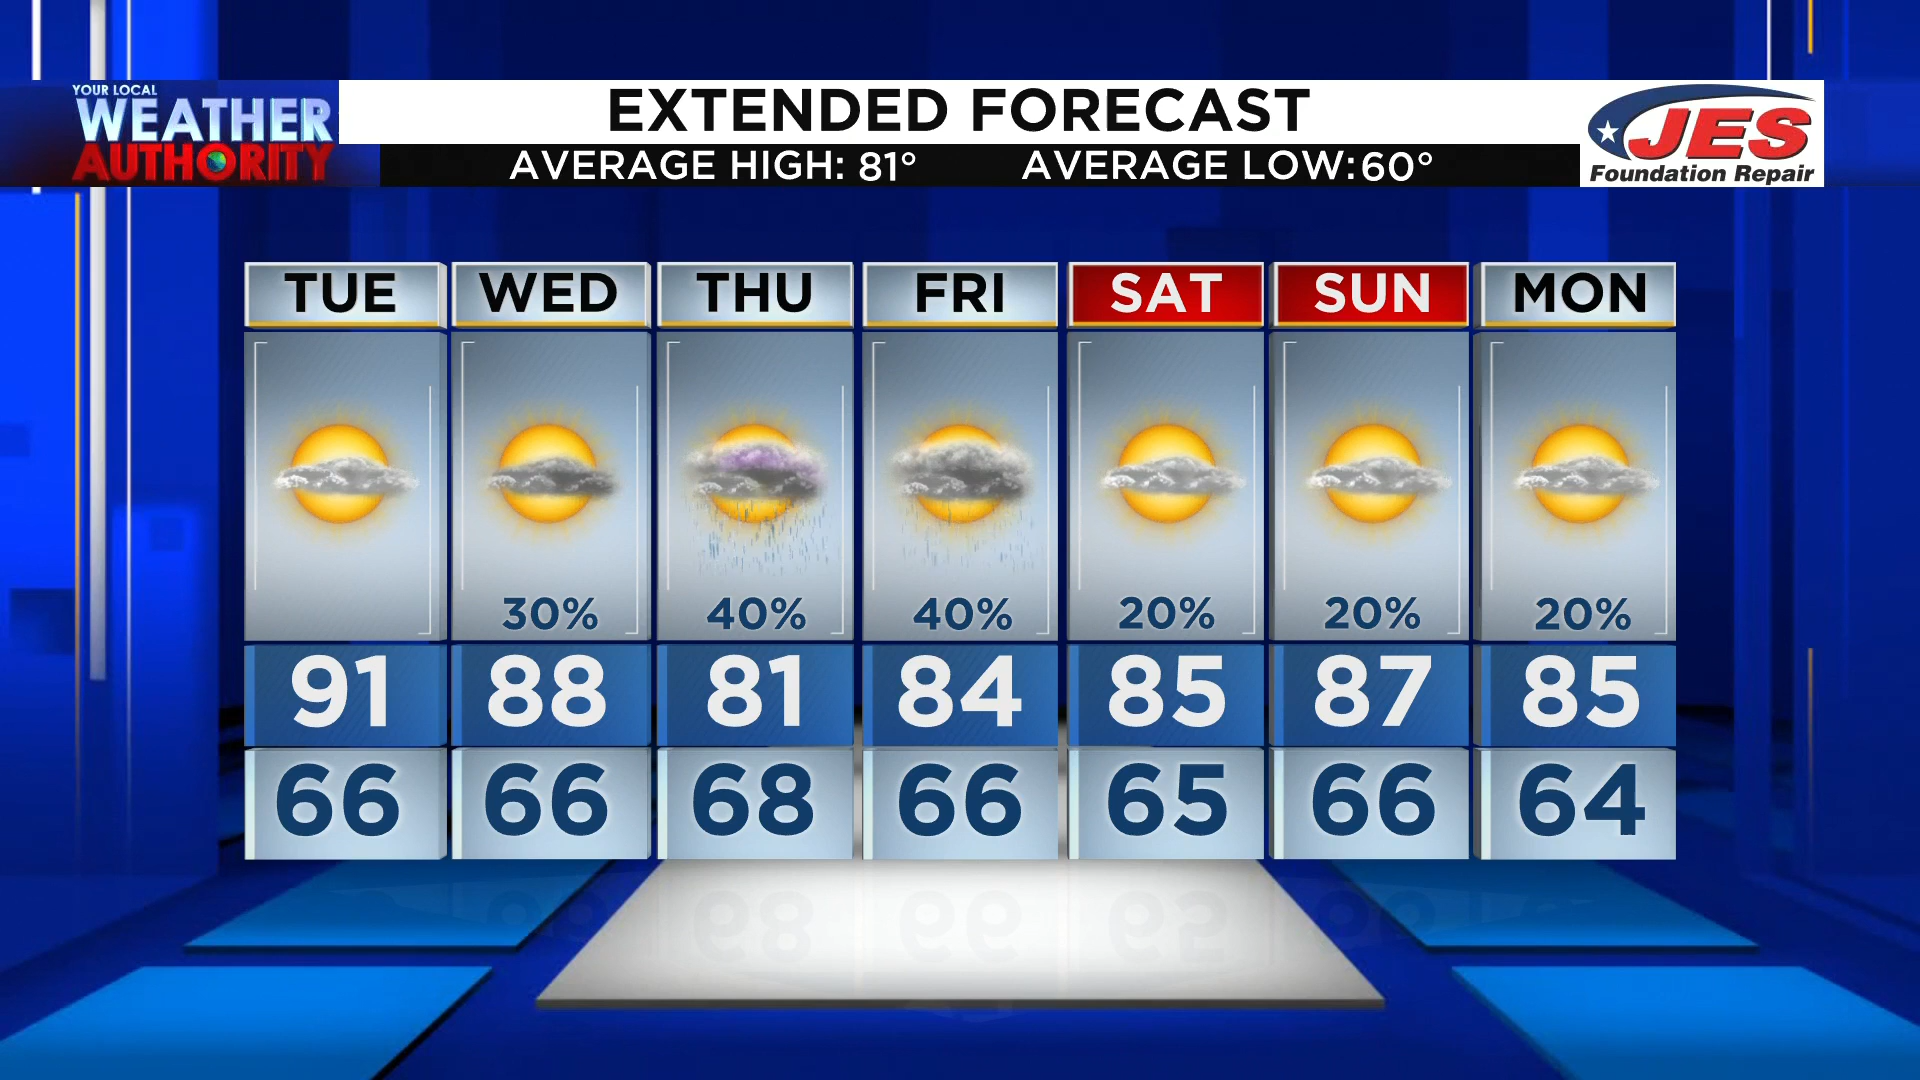 YOUR LOCAL
WEATHER
AUTHORITY
EXTENDED FORECAST
AVERAGE HIGH: 81° AVERAGE LOW: 60°
JES
Foundation Repair
TUE WED THU FRI SAT SUN MON
30% 40% 40% 20% 20% 20%
91 88 81 84 85 87 85
66 66 68 66 65 66 64